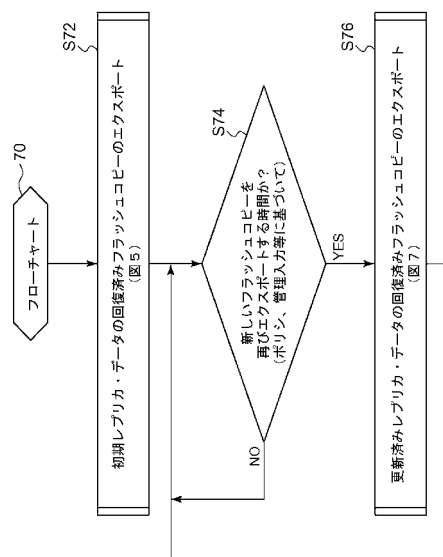 70
フローチャート
S72
初期レプリカ・データの回復済みフラッシュコピーのエクスポート
(図5)
S74
新しいフラッシュコピーを
再びエクスポートする時間か?
(ポリシ、管理入力等に基づいて)
NO
YES
S76
更新済みレプリカ・データの回復済みフラッシュコピーのエクスポート
(図7)